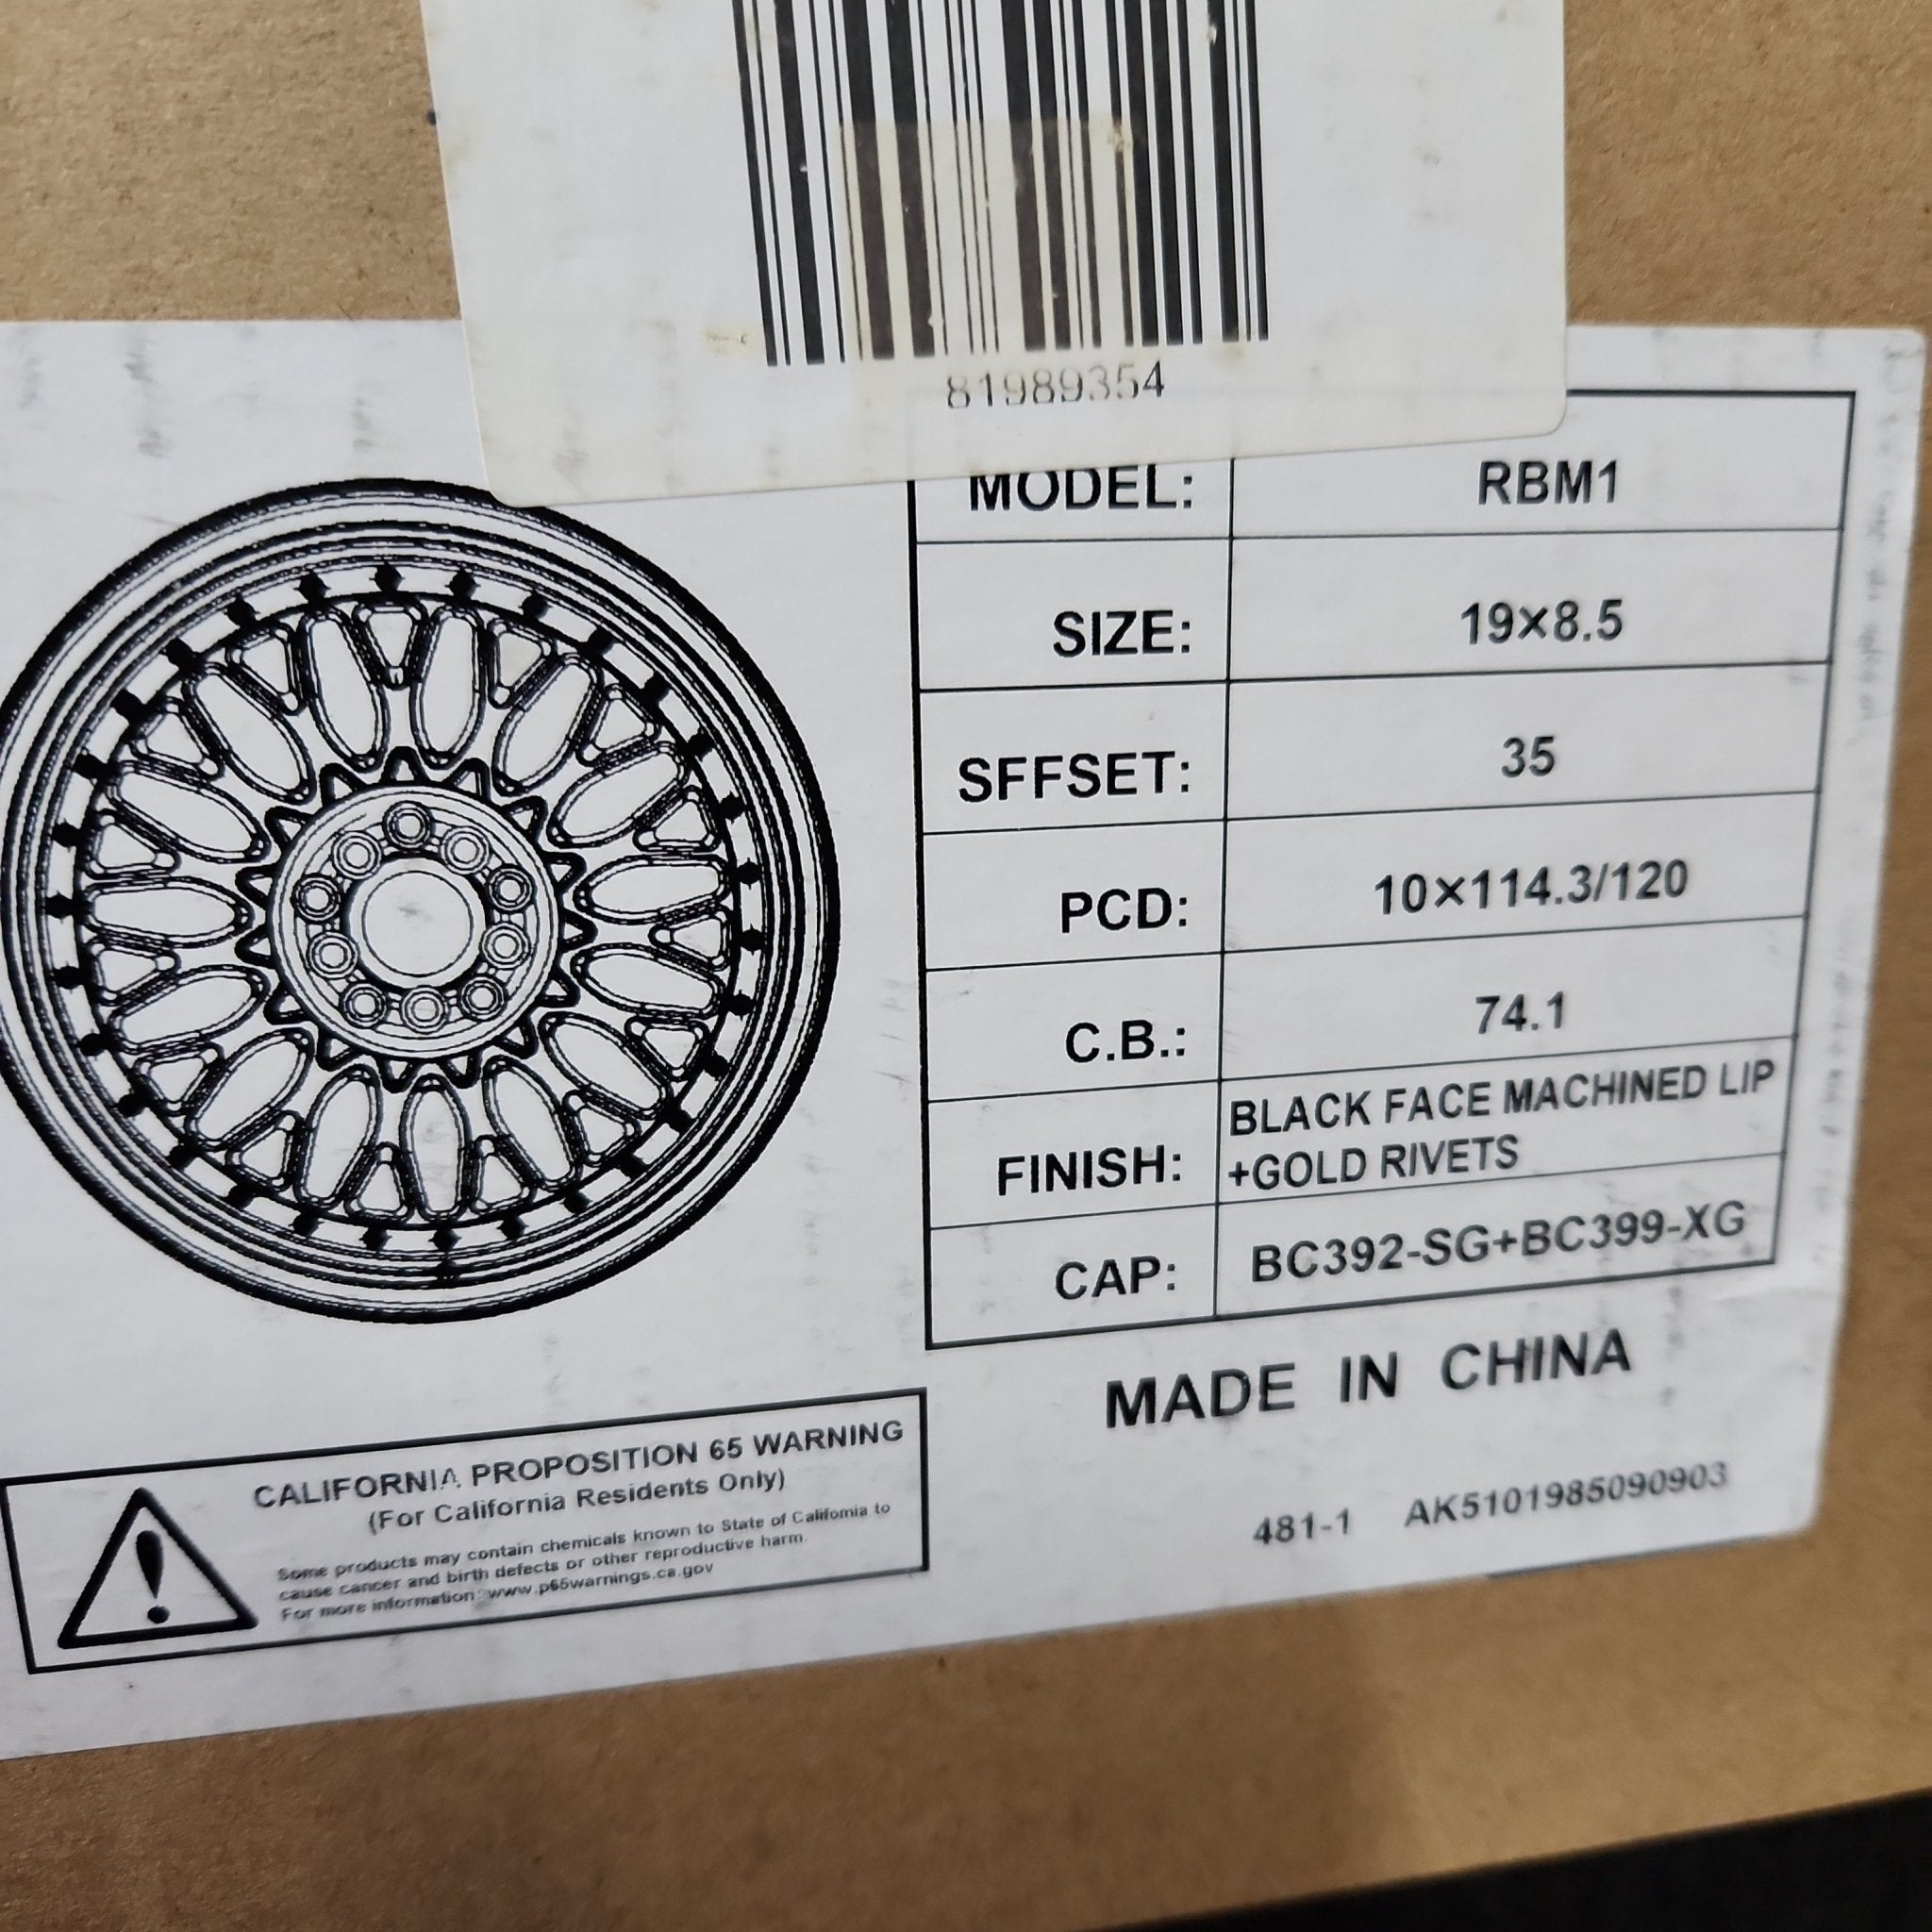 81989354
MODEL: RBM1
SIZE: 19×8.5
SFFSET: 35
PCD: 10×114.3/120
C.B.: 74.1
FINISH: BLACK FACE MACHINED LIP
+GOLD RIVETS
CAP: BC392-SG+BC399-XG
MADE IN CHINA
481-1 AK5101985090903
CALIFORNIA PROPOSITION 65 WARNING
(For California Residents Only)
Some products may contain chemicals known to State of California to
cause cancer and birth defects or other reproductive harm.
For more information: www.p65warnings.ca.gov